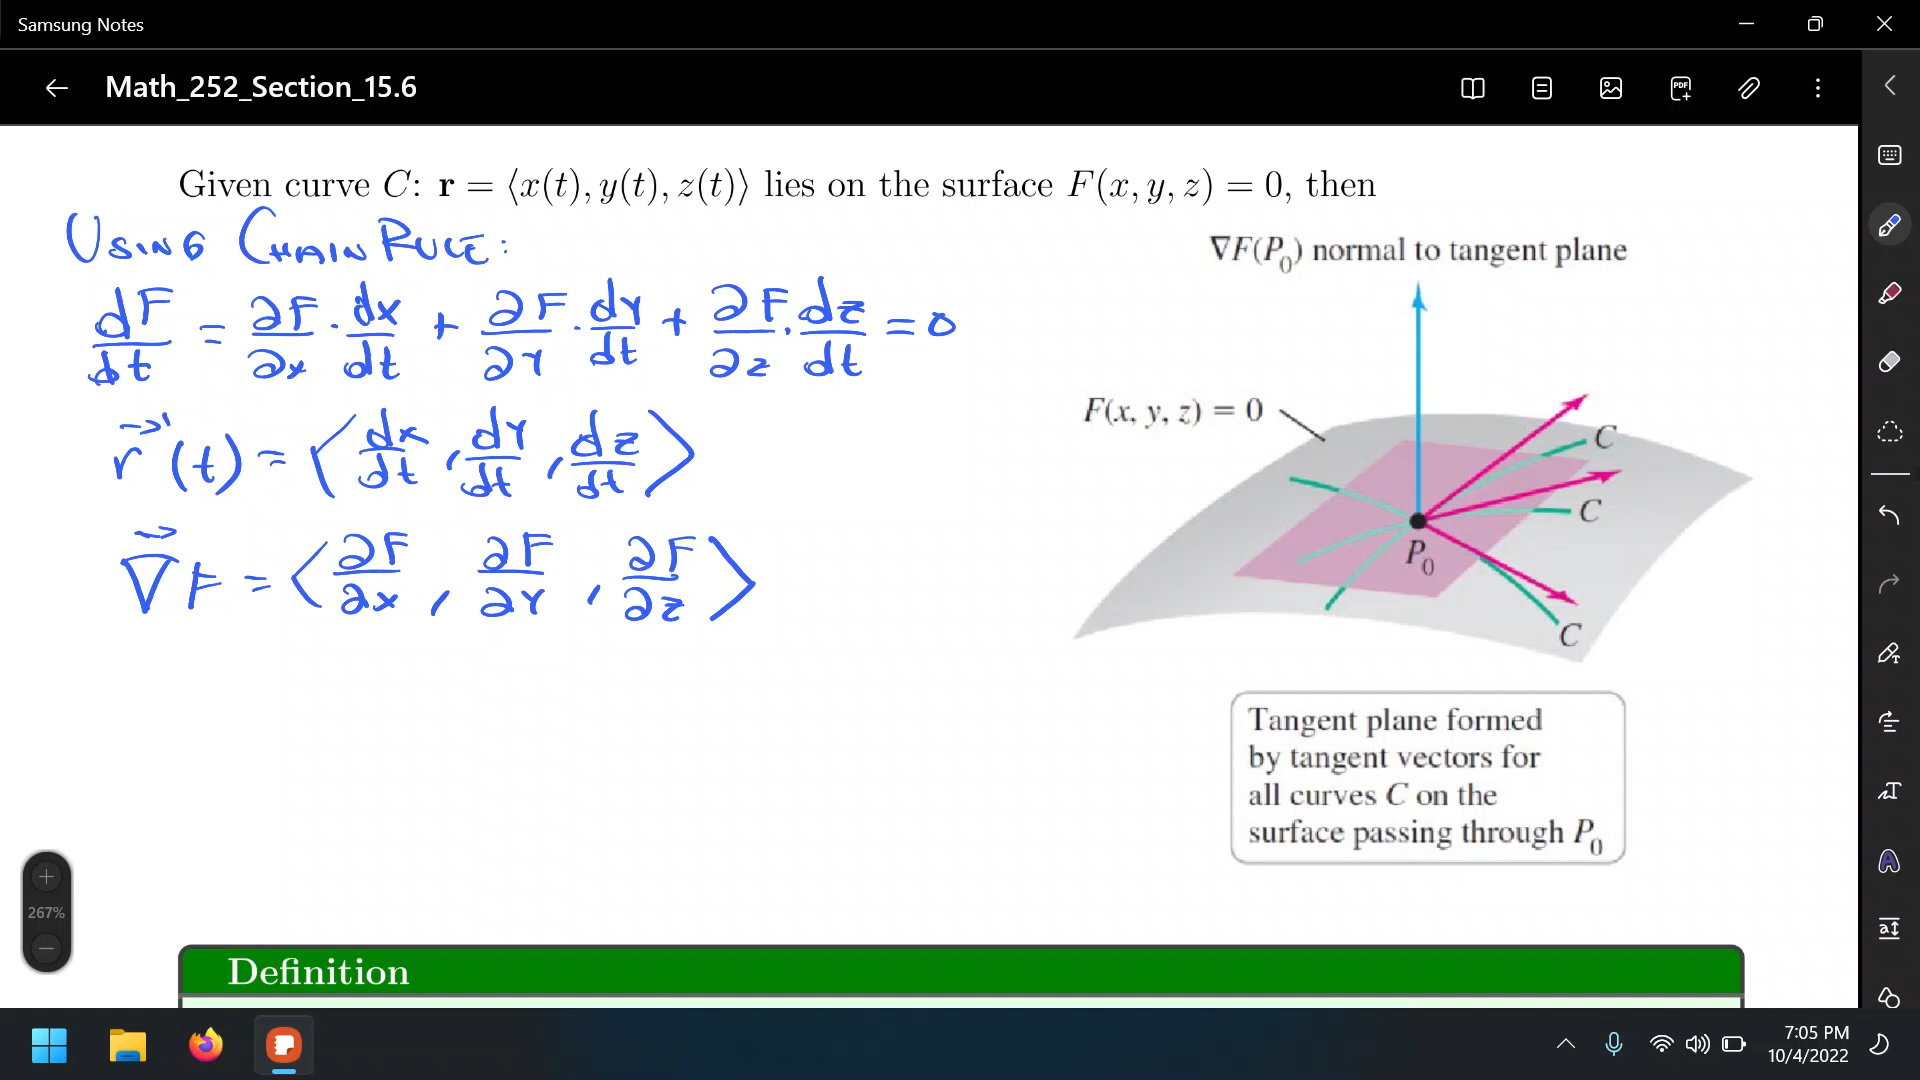 Samsung Notes
Math_252_Section_15.6
PDF
Given curve C: r = ⟨x(t), y(t), z(t)⟩ lies on the surface F(x, y, z) = 0, then
USING CHAIN RULE:
dF/dt = ∂F/∂x · dx/dt + ∂F/∂y · dy/dt + ∂F/∂z · dz/dt = 0
r⃗'(t) = ⟨dx/dt, dy/dt, dz/dt⟩
∇⃗F = ⟨∂F/∂x, ∂F/∂y, ∂F/∂z⟩
∇F(P₀) normal to tangent plane
F(x, y, z) = 0
C
C
P₀
C
Tangent plane formed
by tangent vectors for
all curves C on the
surface passing through P₀
267%
Definition
7:05 PM
10/4/2022